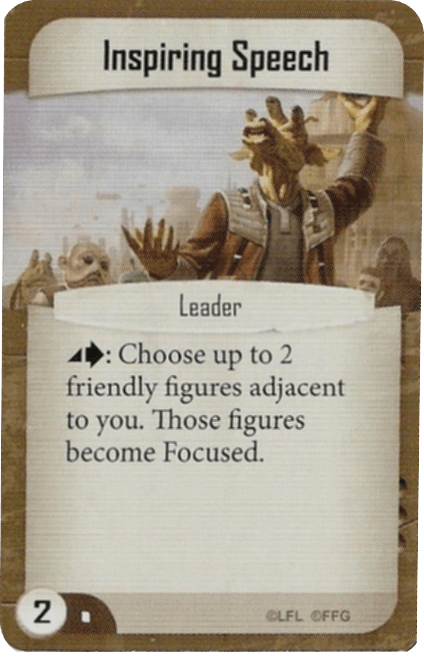 Inspiring Speech
Leader
: Choose up to 2
friendly figures adjacent
to you. Those figures
become Focused.
2
©LFL ©FFG